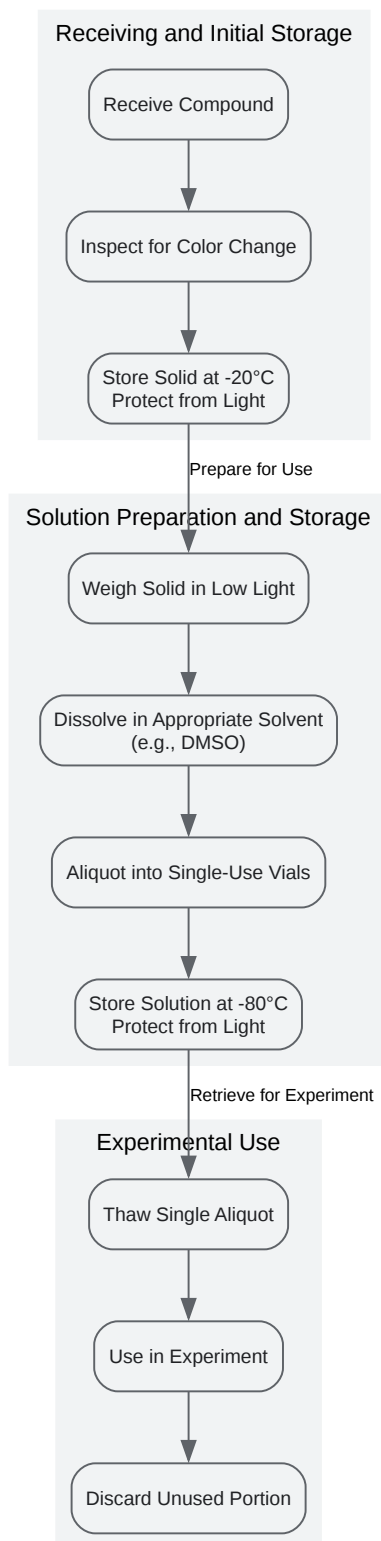 Receiving and Initial Storage
Receive Compound
Inspect for Color Change
Store Solid at -20°C
Protect from Light
Prepare for Use
Solution Preparation and Storage
Weigh Solid in Low Light
Dissolve in Appropriate Solvent
(e.g., DMSO)
Aliquot into Single-Use Vials
Store Solution at -80°C
Protect from Light
Retrieve for Experiment
Experimental Use
Thaw Single Aliquot
Use in Experiment
Discard Unused Portion